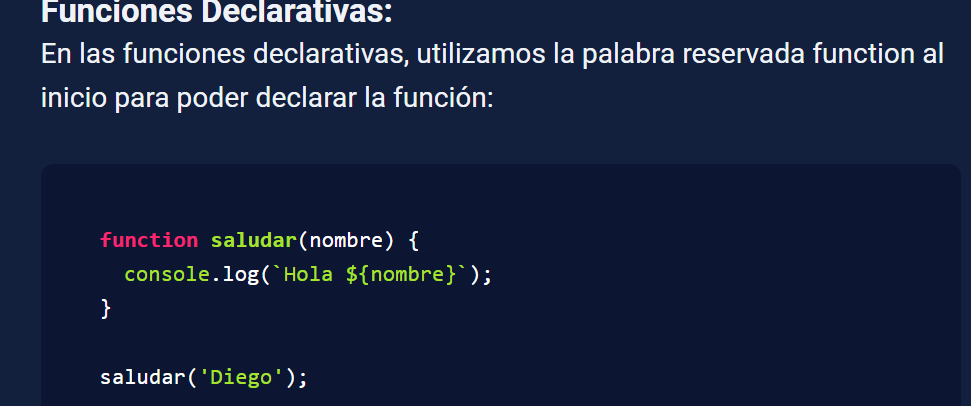 Funciones Declarativas:
En las funciones declarativas, utilizamos la palabra reservada function al
inicio para poder declarar la función:
function saludar(nombre) {
  console.log(`Hola ${nombre}`);
}
saludar('Diego');